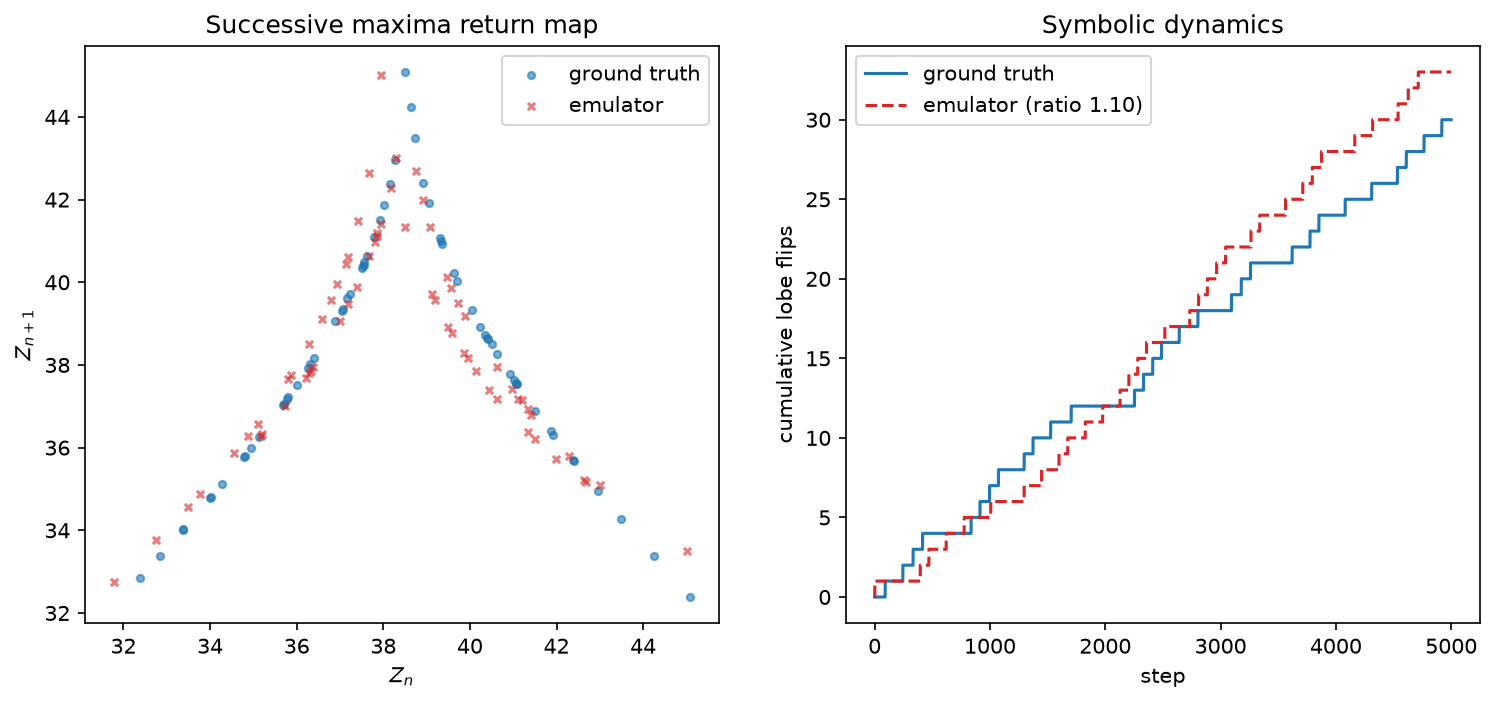 Successive maxima return map
ground truth
emulator
44
42
40
38
36
34
32
Z_{n+1}
32
34
36
38
40
42
44
Z_n
Symbolic dynamics
ground truth
emulator (ratio 1.10)
30
25
20
15
10
5
0
cumulative lobe flips
0
1000
2000
3000
4000
5000
step